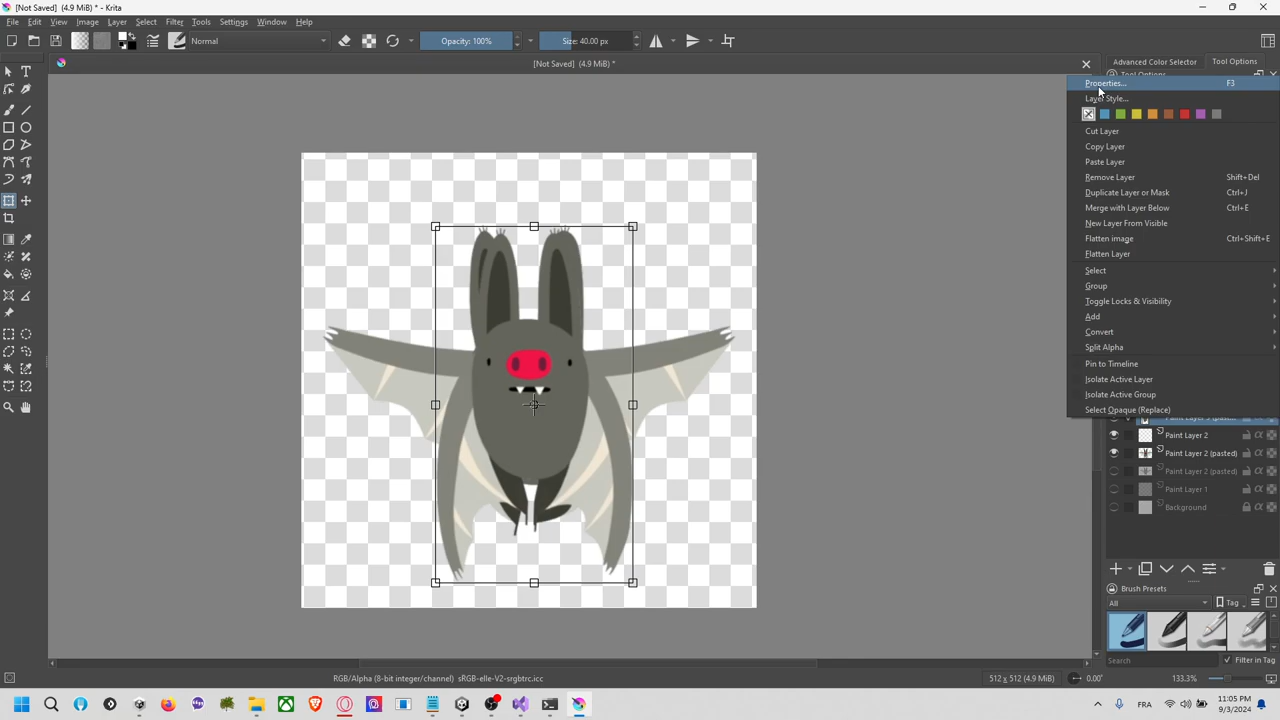 [Not Saved] (4.9 MiB) * - Krita
File Edit View Image Layer Select Filter Tools Settings Window Help
Normal Opacity: 100% Size: 40.00 px
[Not Saved] (4.9 MiB) *
Advanced Color Selector Tool Options
Tool Options
Properties... F3
Layer Style...
Cut Layer
Copy Layer
Paste Layer
Remove Layer Shift+Del
Duplicate Layer or Mask Ctrl+J
Merge with Layer Below Ctrl+E
New Layer From Visible
Flatten image Ctrl+Shift+E
Flatten Layer
Select
Group
Toggle Locks & Visibility
Add
Convert
Split Alpha
Pin to Timeline
Isolate Active Layer
Isolate Active Group
Select Opaque (Replace)
Paint Layer 2
Paint Layer 2 (pasted)
Paint Layer 2 (pasted)
Paint Layer 1
Background
Brush Presets
All Tag
Search Filter in Tag
RGB/Alpha (8-bit integer/channel) sRGB-elle-V2-srgbtrc.icc 512 x 512 (4.9 MiB) 0.00° 133.3%
FRA 11:05 PM
9/3/2024